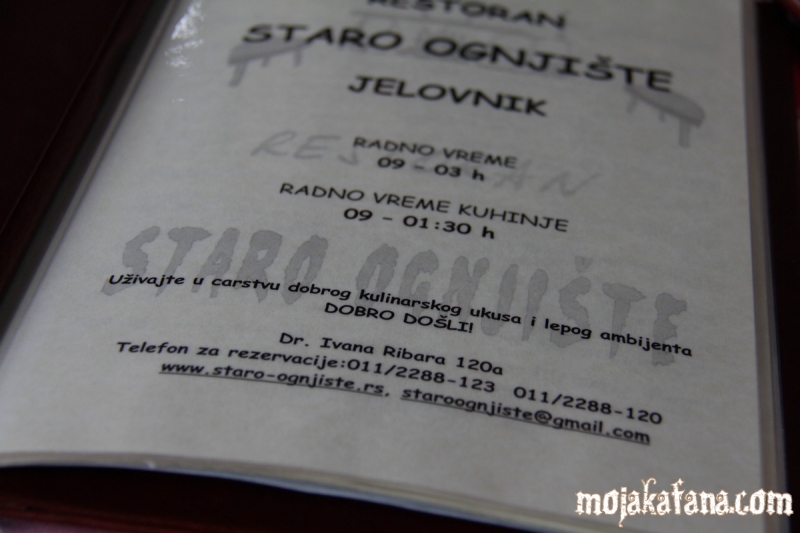 RESTORAN
STARO OGNJIŠTE
JELOVNIK
RADNO VREME
09 - 03 h
RADNO VREME KUHINJE
09 - 01:30 h
STARO OGNJIŠTE
Uživajte u carstvu dobrog kulinarskog ukusa i lepog ambijenta
DOBRO DOŠLI!
Dr. Ivana Ribara 120a
Telefon za rezervacije:011/2288-123 011/2288-120
www.staro-ognjiste.rs, staroognjiste@gmail.com
mojakafana.com